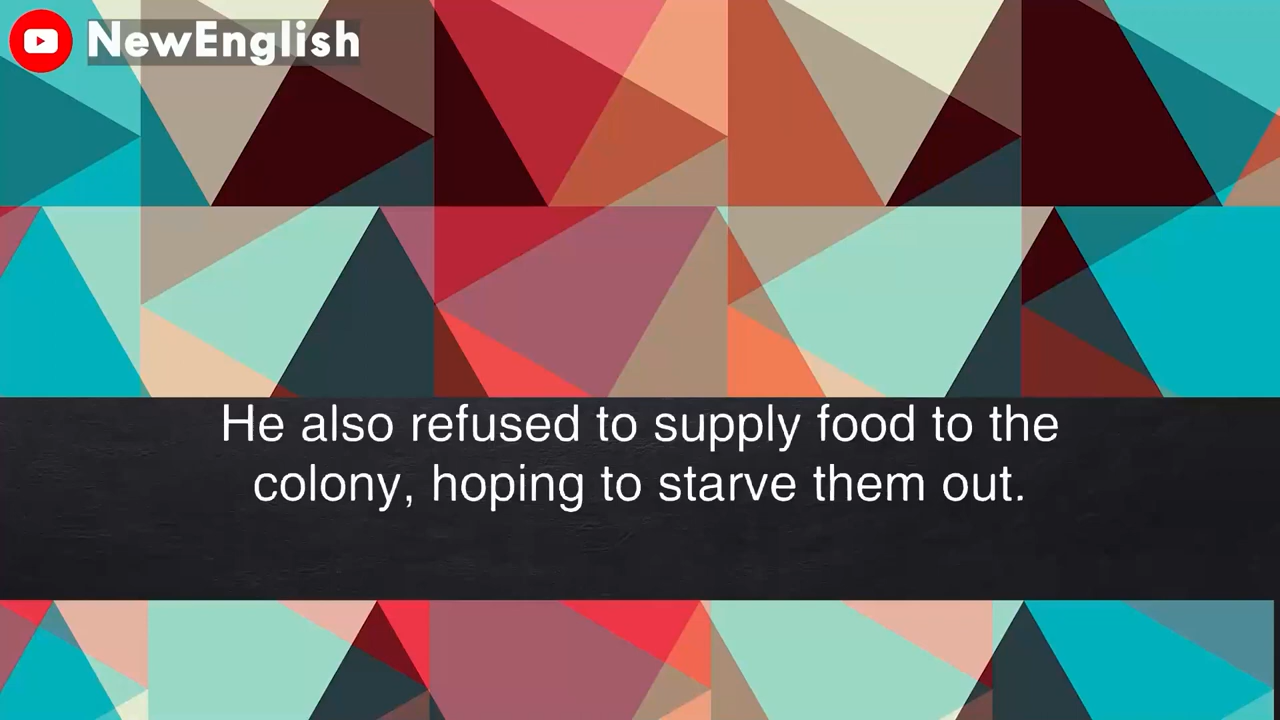 NewEnglish
He also refused to supply food to the
colony, hoping to starve them out.